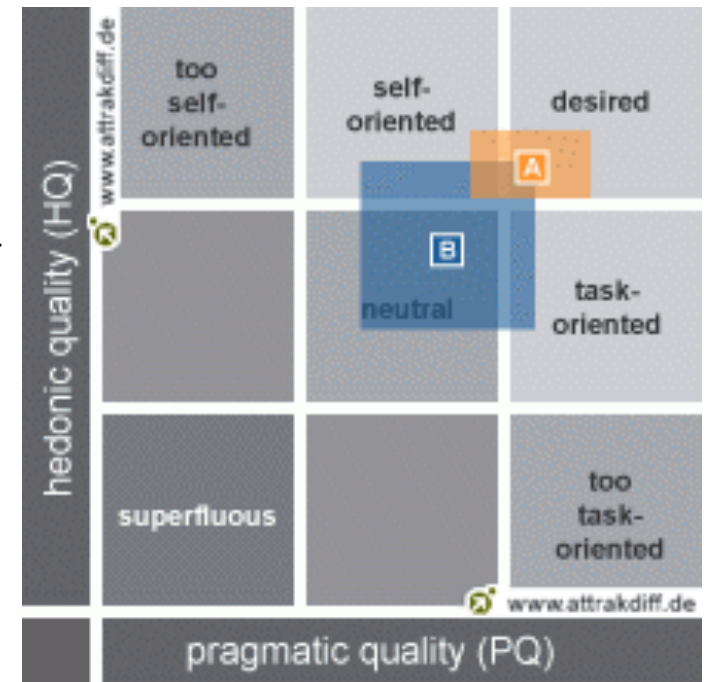 www.attrakdiff.de
hedonic quality (HQ)
too
self-
oriented
self-
oriented
desired
A
B
neutral
task-
oriented
superfluous
too
task-
oriented
www.attrakdiff.de
pragmatic quality (PQ)